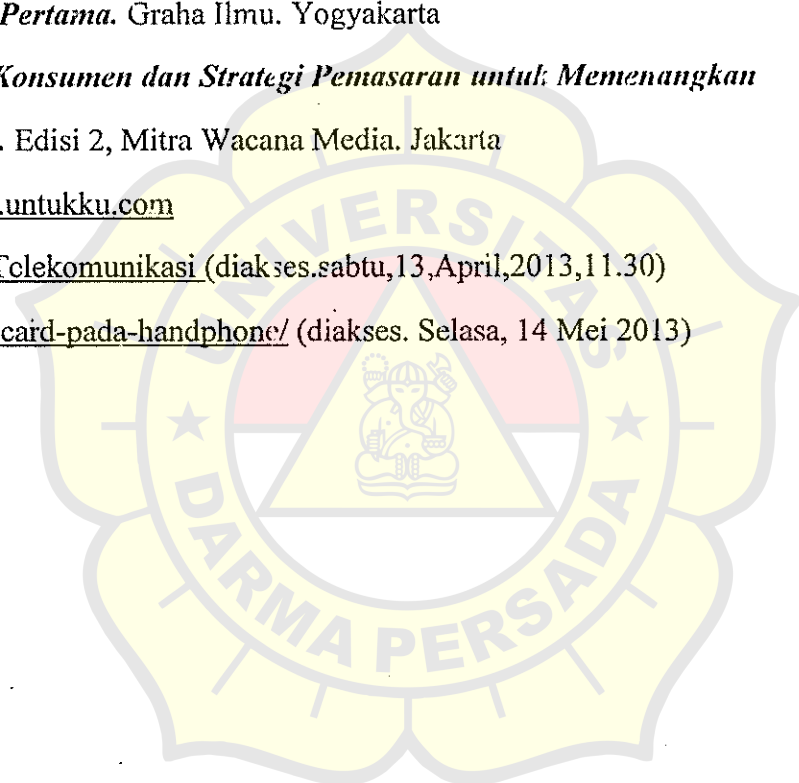 Pertama. Graha Ilmu. Yogyakarta
Konsumen dan Strategi Pemasaran untuk Memenangkan
. Edisi 2, Mitra Wacana Media. Jakarta
.untukku.com
Telekomunikasi (diakses.sabtu,13,April,2013,11.30)
card-pada-handphone/ (diakses. Selasa, 14 Mei 2013)
UNIVERSITAS
DARMA PERSADA